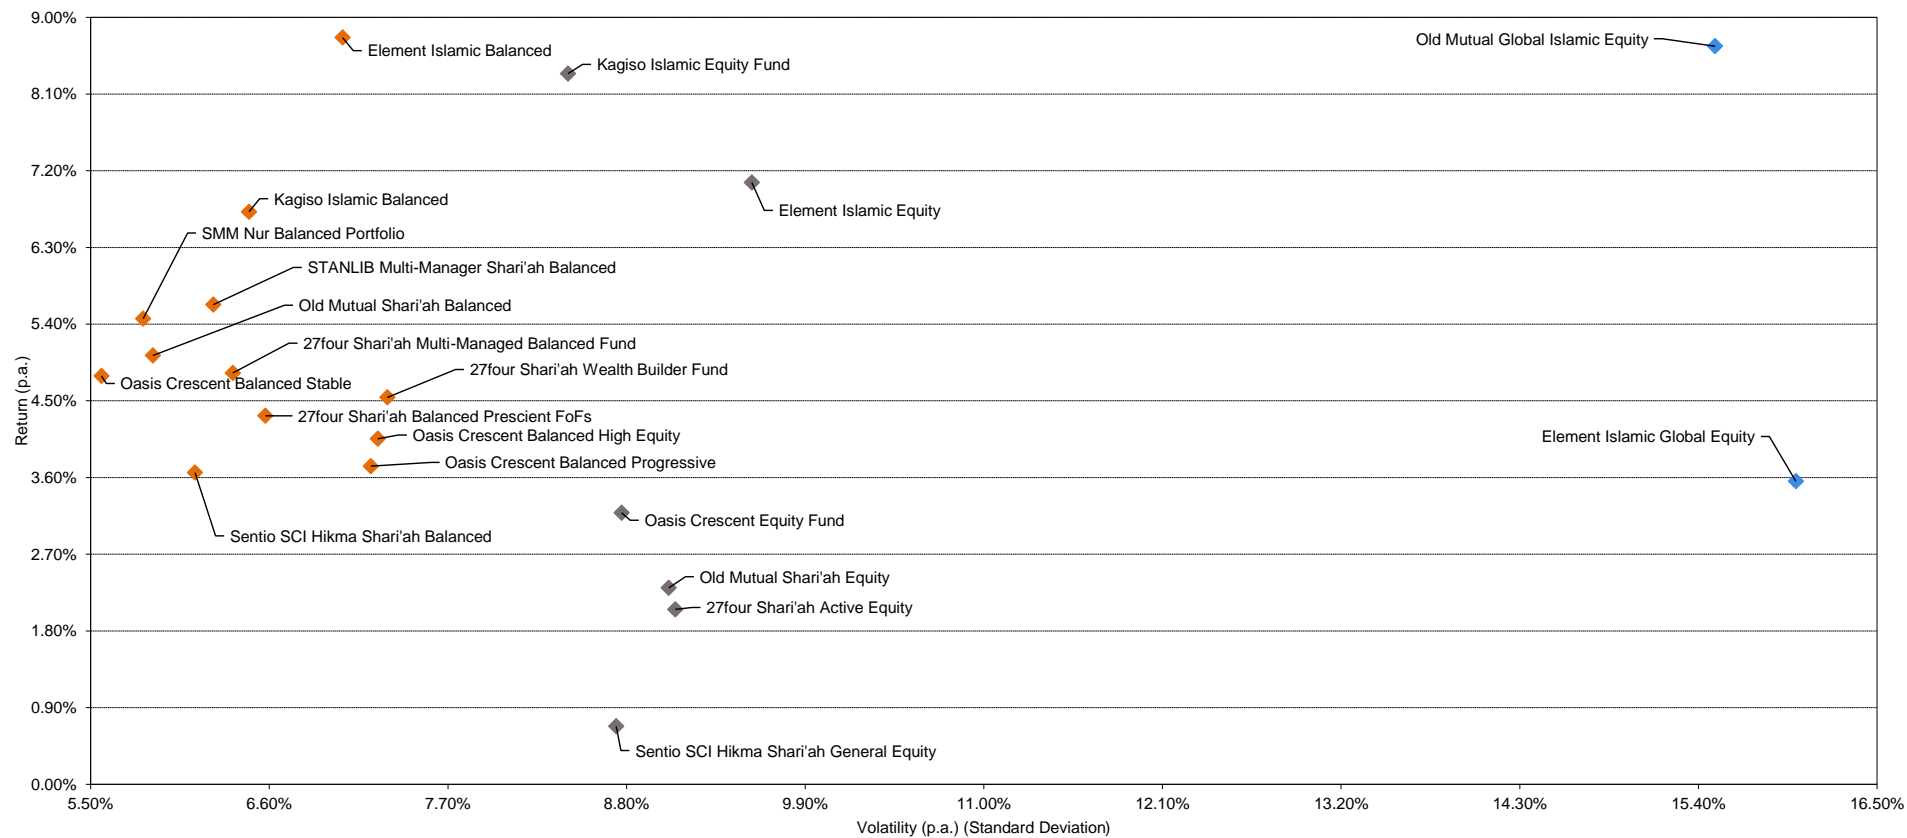 9.00%
Old Mutual Global Islamic Equity
Element Islamic Balanced
Kagiso Islamic Equity Fund
8.10%
7.20%
Kagiso Islamic Balanced
Element Islamic Equity
SMM Nur Balanced Portfolio
6.30%
STANLIB Multi-Manager Shari'ah Balanced
Old Mutual Shari'ah Balanced
5.40%
27four Shari'ah Multi-Managed Balanced Fund
27four Shari'ah Wealth Builder Fund
Oasis Crescent Balanced Stable
Return (p.a.)
4.50%
27four Shari'ah Balanced Prescient FoFs
Oasis Crescent Balanced High Equity
Element Islamic Global Equity
Oasis Crescent Balanced Progressive
3.60%
Oasis Crescent Equity Fund
Sentio SCI Hikma Shari'ah Balanced
2.70%
Old Mutual Shari'ah Equity
27four Shari'ah Active Equity
1.80%
0.90%
Sentio SCI Hikma Shari'ah General Equity
0.00%
5.50% 6.60% 7.70% 8.80% 9.90% 11.00% 12.10% 13.20% 14.30% 15.40% 16.50%
Volatility (p.a.) (Standard Deviation)